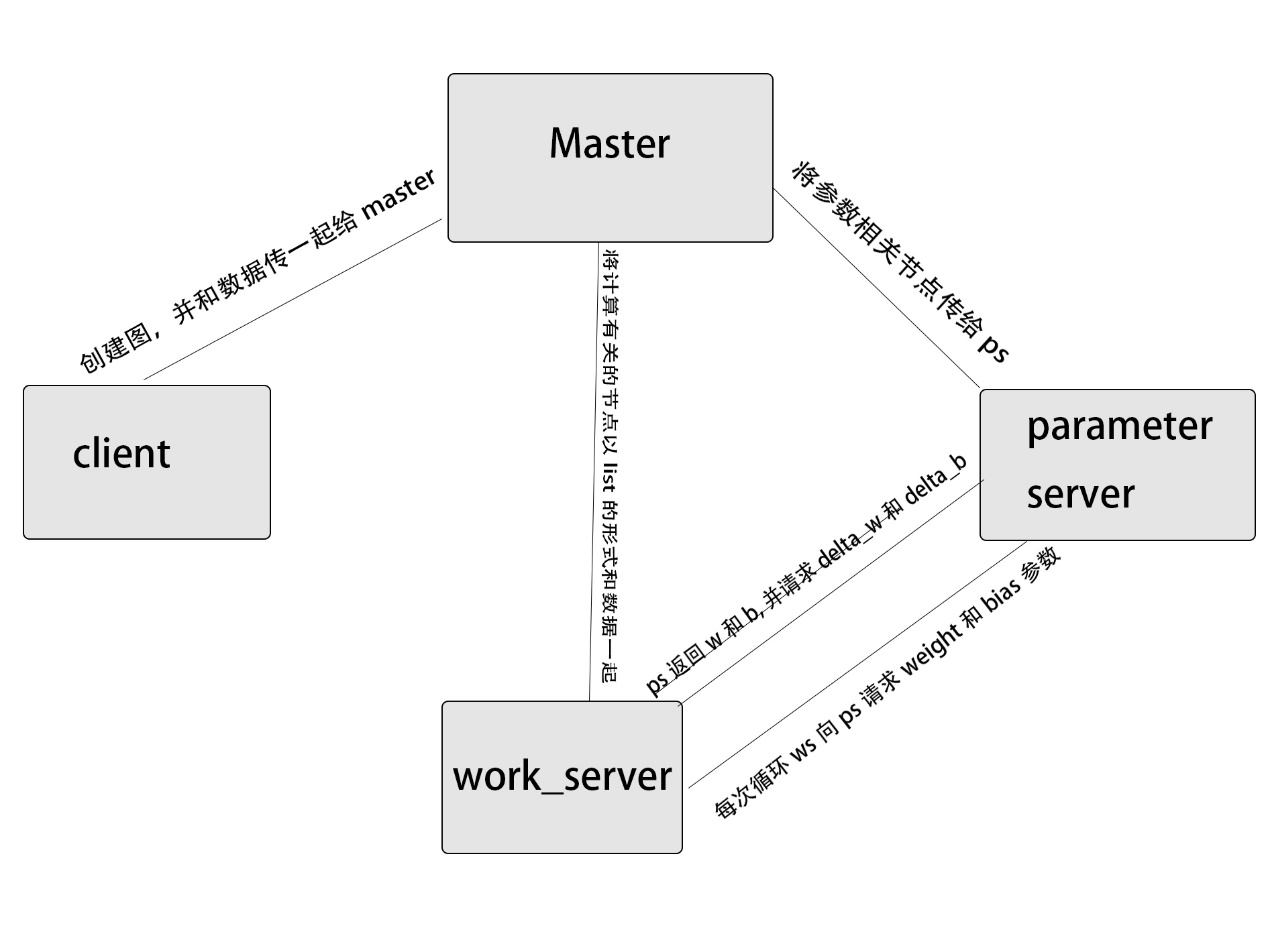 Master
创建图，并和数据传一起给 master
将参数相关节点传给 ps
将计算有关的节点以 list 的形式和数据一起
client
parameter
server
ps 返回 w 和 b, 并请求 delta_w 和 delta_b
每次循环 ws 向 ps 请求 weight 和 bias 参数
work_server